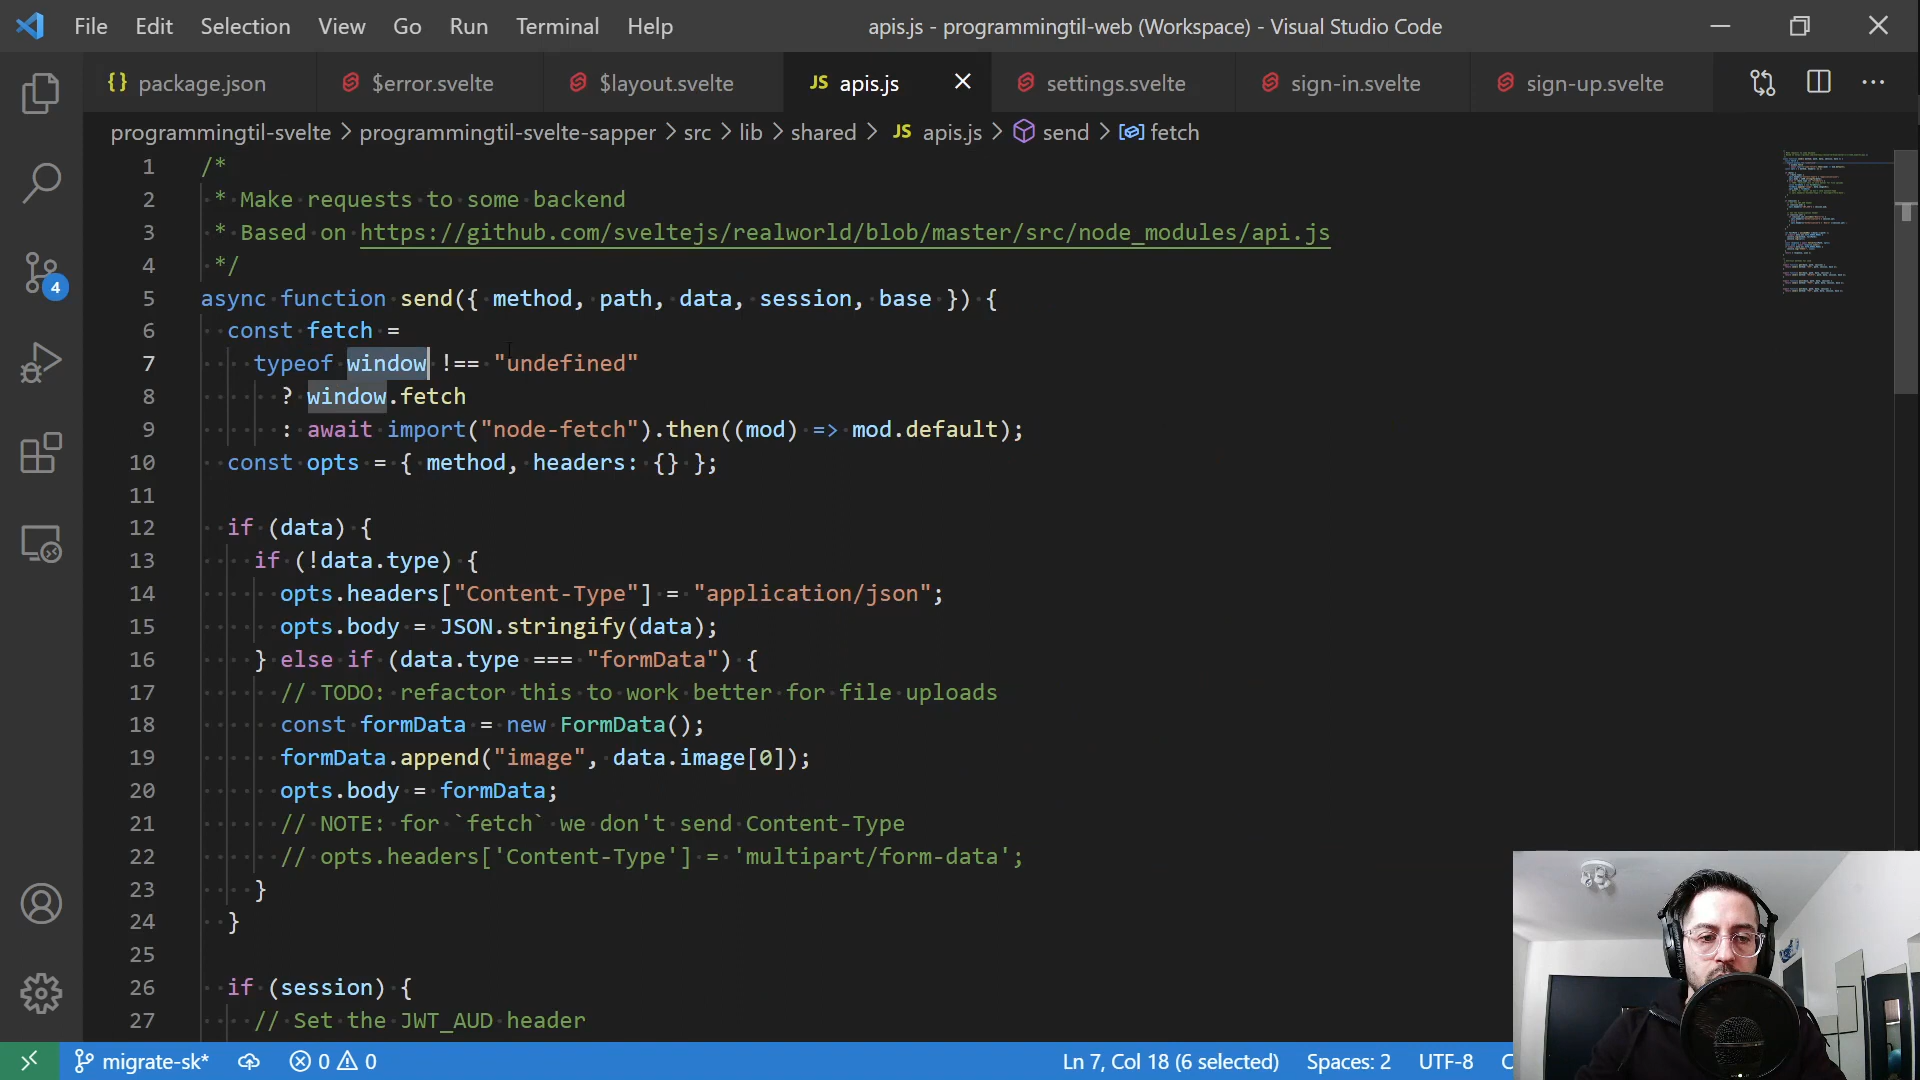 File Edit Selection View Go Run Terminal Help
apis.js - programmingtil-web (Workspace) - Visual Studio Code
{} package.json $error.svelte $layout.svelte JS apis.js settings.svelte sign-in.svelte sign-up.svelte
programmingtil-svelte > programmingtil-svelte-sapper > src > lib > shared > JS apis.js > send > fetch
1 /*
2 * Make requests to some backend
3 * Based on https://github.com/sveltejs/realworld/blob/master/src/node_modules/api.js
4 */
5 async function send({ method, path, data, session, base }) {
6 const fetch =
7 typeof window !== "undefined"
8 ? window.fetch
9 : await import("node-fetch").then((mod) => mod.default);
10 const opts = { method, headers: {} };
11
12 if (data) {
13 if (!data.type) {
14 opts.headers["Content-Type"] = "application/json";
15 opts.body = JSON.stringify(data);
16 } else if (data.type === "formData") {
17 // TODO: refactor this to work better for file uploads
18 const formData = new FormData();
19 formData.append("image", data.image[0]);
20 opts.body = formData;
21 // NOTE: for `fetch` we don't send Content-Type
22 // opts.headers['Content-Type'] = 'multipart/form-data';
23 }
24 }
25
26 if (session) {
27 // Set the JWT_AUD header
4
migrate-sk* 0 0 Ln 7, Col 18 (6 selected) Spaces: 2 UTF-8